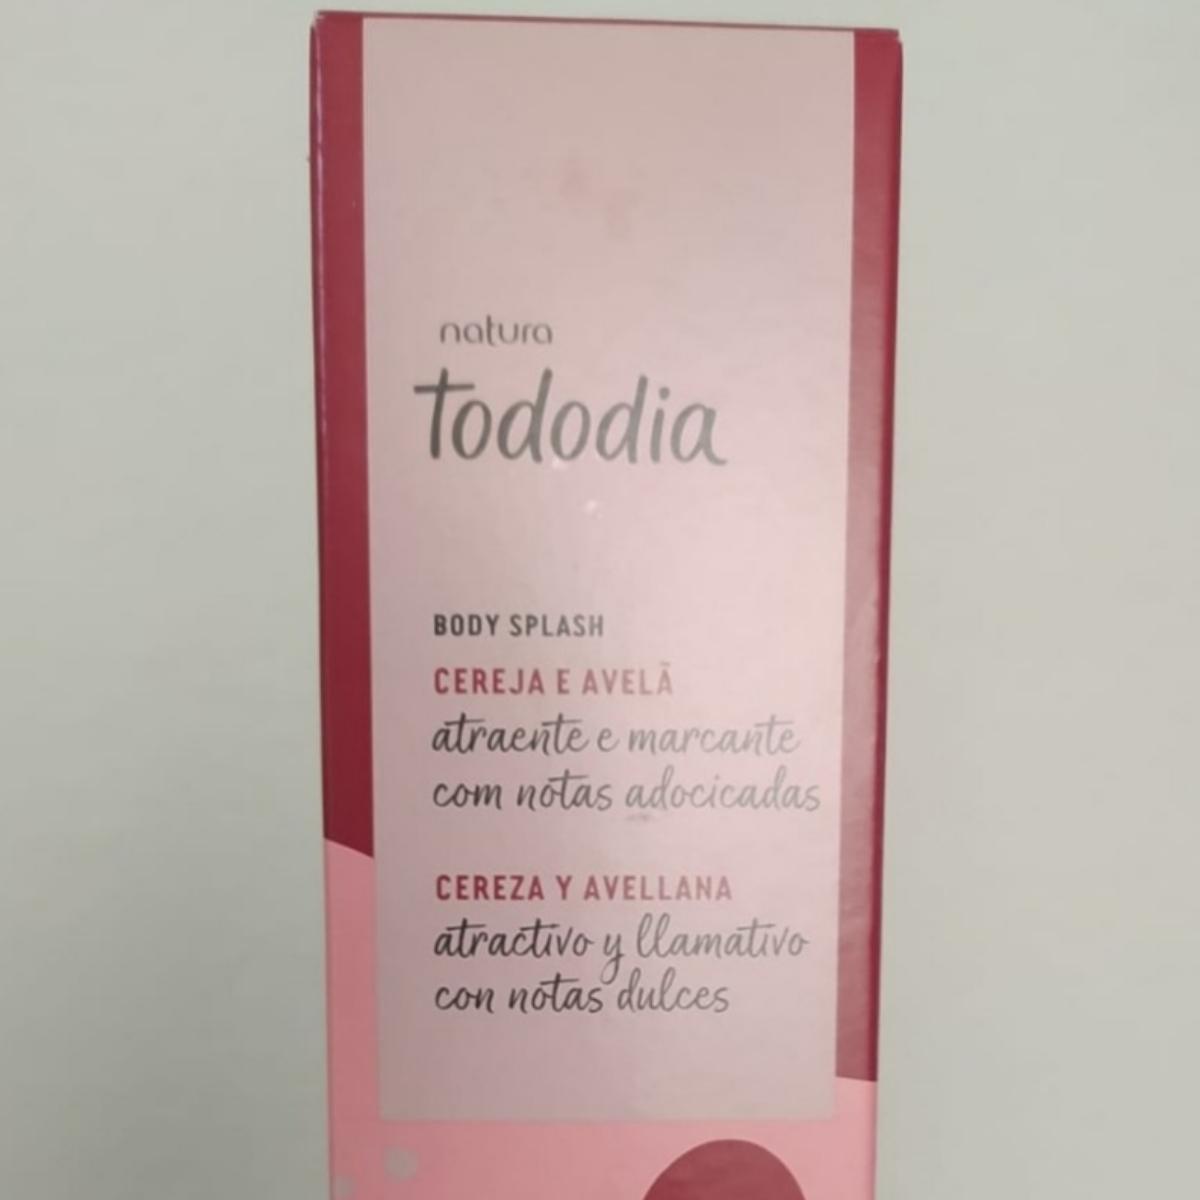 natura
tododia
BODY SPLASH
CEREJA E AVELÃ
atraente e marcante
com notas adocicadas
CEREZA Y AVELLANA
atractivo y llamativo
con notas dulces